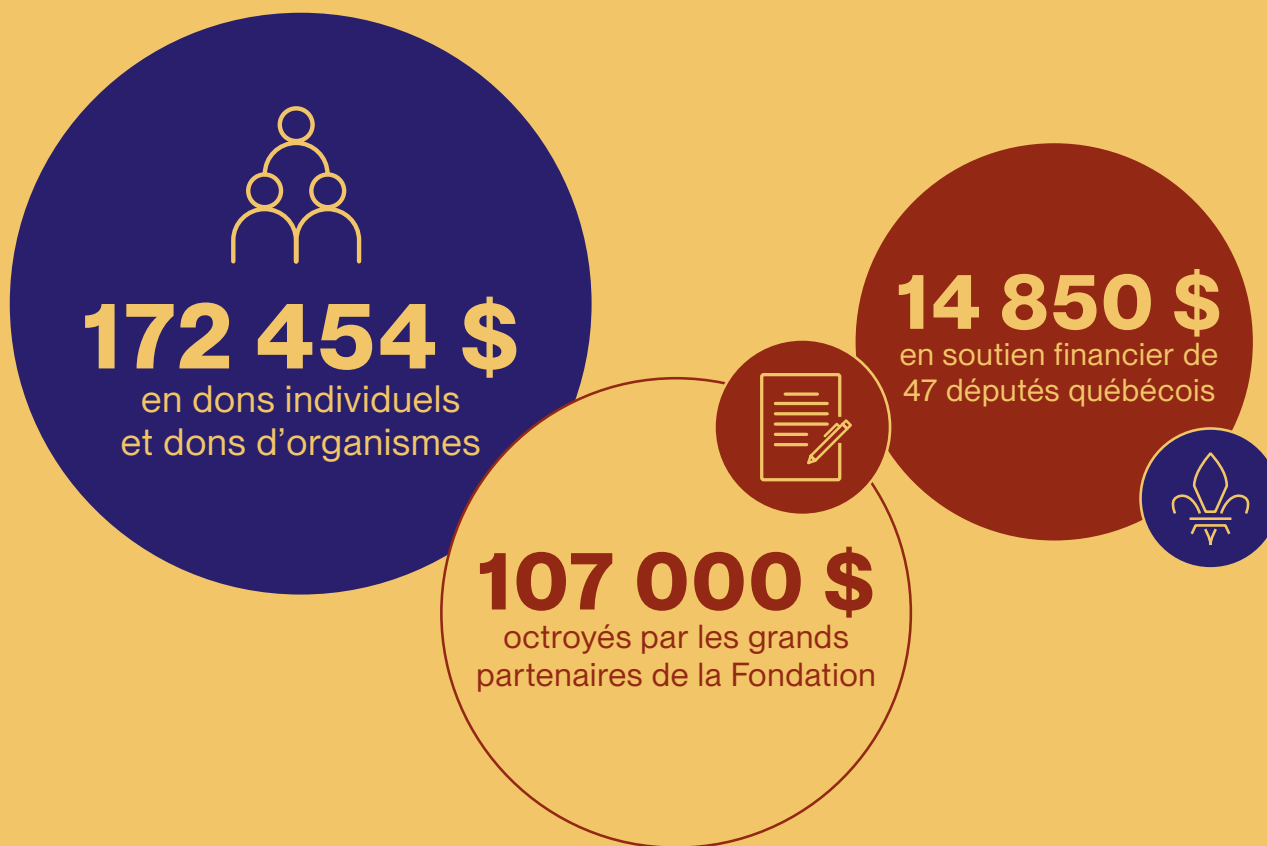 172 454 $
en dons individuels
et dons d’organismes
14 850 $
en soutien financier de
47 députés québécois
107 000 $
octroyés par les grands
partenaires de la Fondation